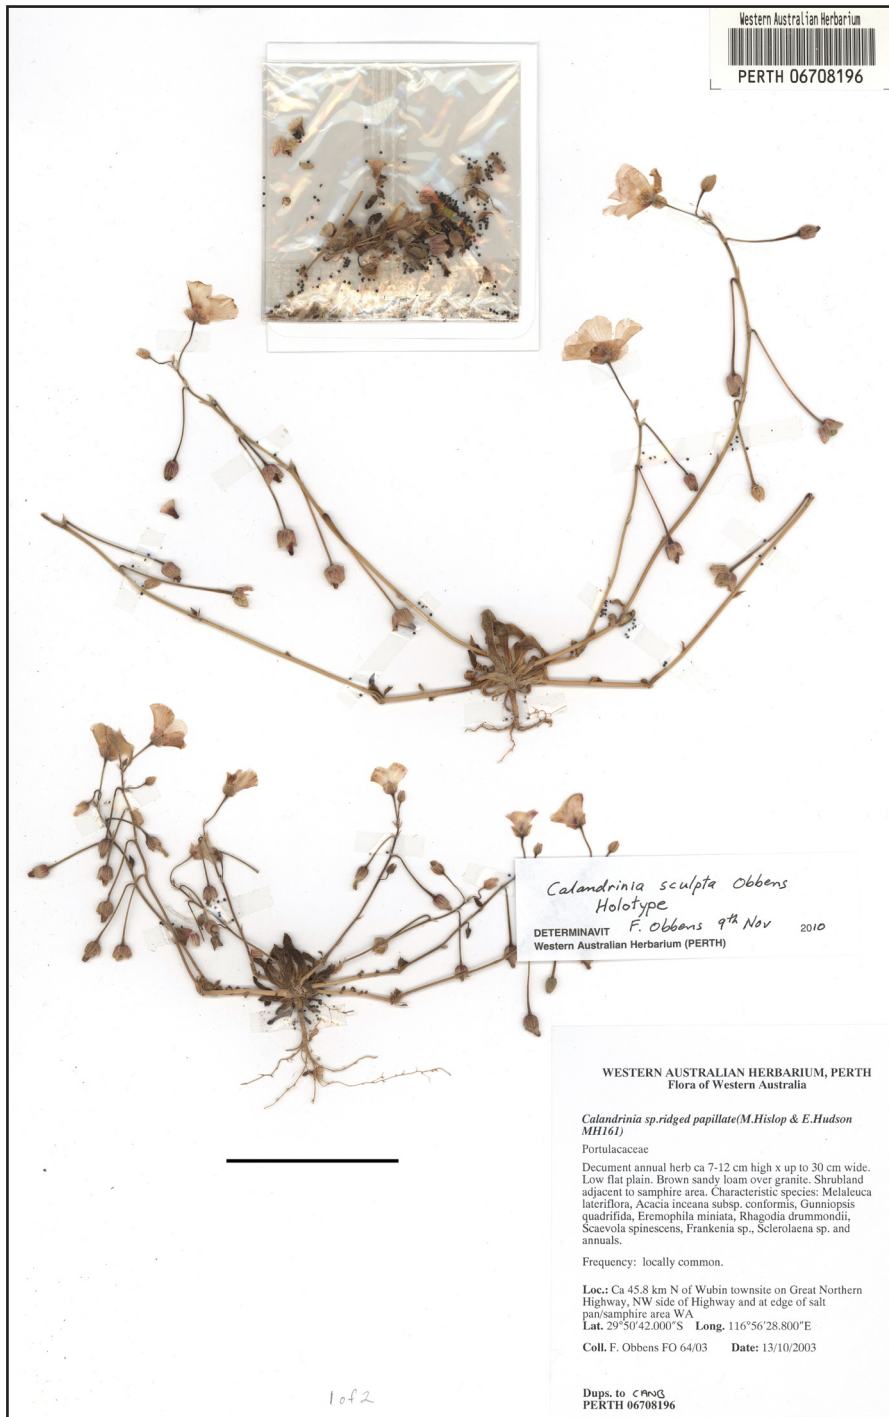 Western Australian Herbarium
PERTH 06708196
Calandrinia sculpta Obbens
Holotype
DETERMINAVIT F. Obbens 9th Nov 2010
Western Australian Herbarium (PERTH)
WESTERN AUSTRALIAN HERBARIUM, PERTH
Flora of Western Australia
Calandrinia sp.ridged papillate(M.Hislop & E.Hudson
MH161)
Portulacaceae
Decument annual herb ca 7-12 cm high x up to 30 cm wide.
Low flat plain. Brown sandy loam over granite. Shrubland
adjacent to samphire area. Characteristic species: Melaleuca
lateriflora, Acacia inceana subsp. conformis, Gunniopsis
quadrifida, Eremophila miniata, Rhagodia drummondii,
Scaevola spinescens, Frankenia sp., Sclerolaena sp. and
annuals.
Frequency: locally common.
Loc.: Ca 45.8 km N of Wubin townsite on Great Northern
Highway, NW side of Highway and at edge of salt
pan/samphire area WA
Lat. 29°50'42.000"S Long. 116°56'28.800"E
Coll. F. Obbens FO 64/03 Date: 13/10/2003
Dups. to CANB
PERTH 06708196
1 of 2